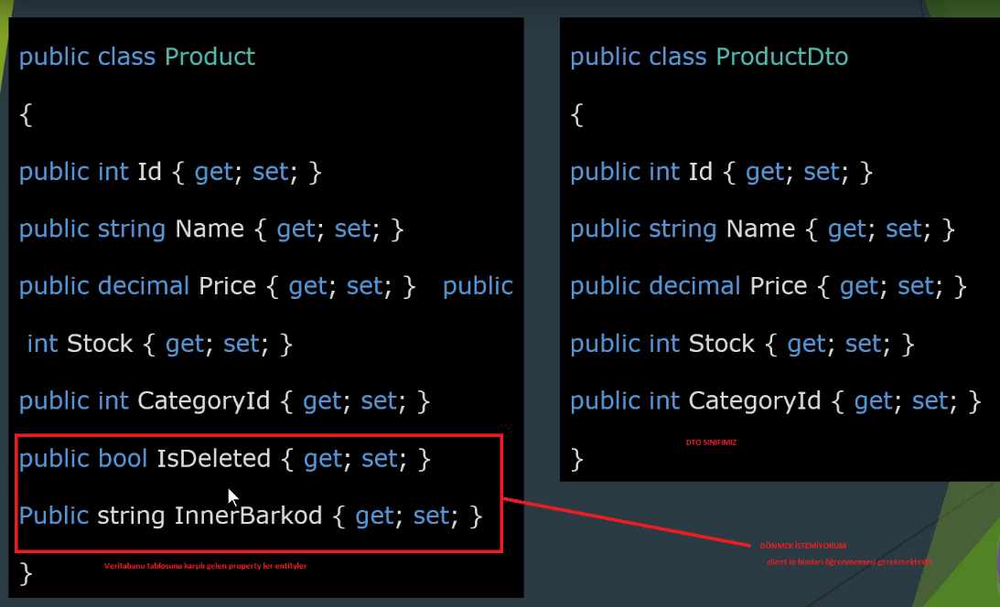 public class Product
{
public int Id { get; set; }
public string Name { get; set; }
public decimal Price { get; set; } public
int Stock { get; set; }
public int CategoryId { get; set; }
public bool IsDeleted { get; set; }
Public string InnerBarkod { get; set; }
}
Veritabanu tablosuna karşılı gelen property ler entityler
public class ProductDto
{
public int Id { get; set; }
public string Name { get; set; }
public decimal Price { get; set; }
public int Stock { get; set; }
public int CategoryId { get; set; }
DTO SINIFIMIZ
}
DÖNMEK İSTEMİYORUM
client in bunları öğrenmemeri gerekmektedir